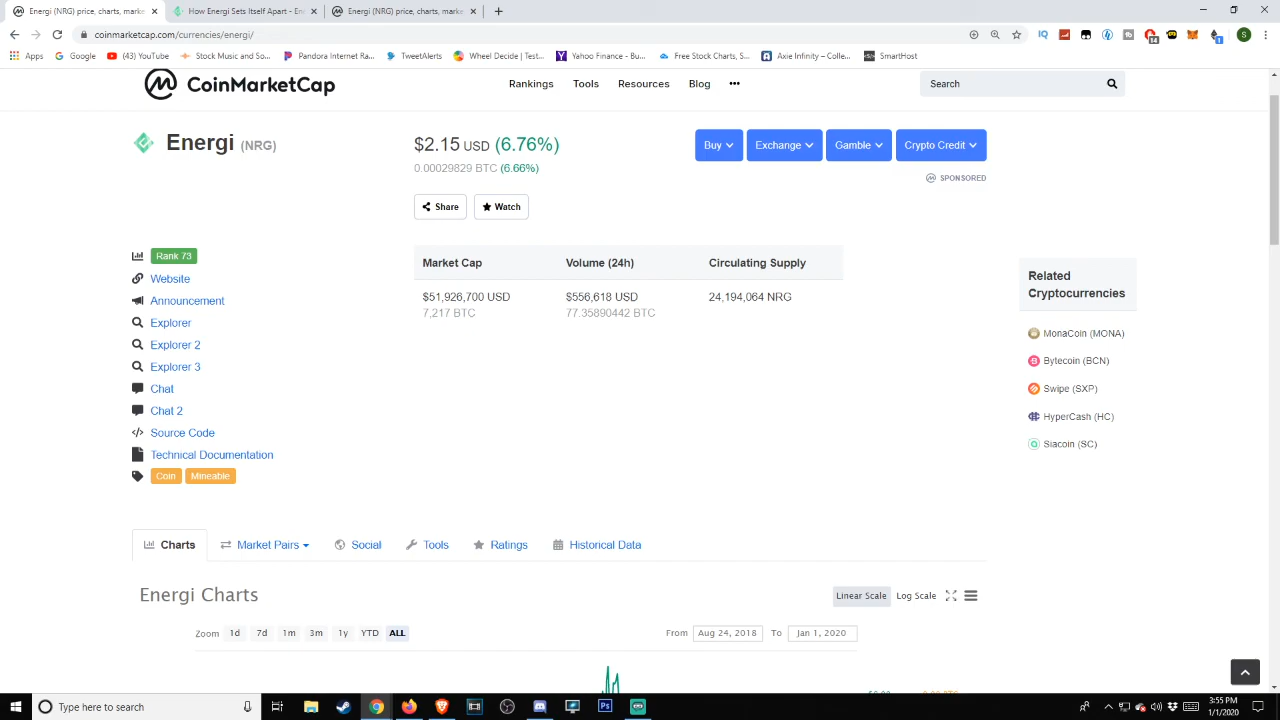 Energi (NRG) price, charts, marke
How Energi Sets Itself Apart - En
Energi (NRG) price, charts, marke
coinmarketcap.com/currencies/energi/
Apps
Google
(43) YouTube
Stock Music and So...
Pandora Internet Ra...
TweetAlerts
Wheel Decide | Test...
Yahoo Finance - Bu...
Free Stock Charts, S...
Axie Infinity – Colle...
SmartHost
CoinMarketCap
Rankings
Tools
Resources
Blog
Search
Energi (NRG)
$2.15 USD (6.76%)
0.00029829 BTC (6.66%)
Buy
Exchange
Gamble
Crypto Credit
SPONSORED
Share
Watch
Rank 73
Website
Announcement
Explorer
Explorer 2
Explorer 3
Chat
Chat 2
Source Code
Technical Documentation
Coin
Mineable
Market Cap
Volume (24h)
Circulating Supply
$51,926,700 USD
$556,618 USD
24,194,064 NRG
7,217 BTC
77.35890442 BTC
Related
Cryptocurrencies
MonaCoin (MONA)
Bytecoin (BCN)
Swipe (SXP)
HyperCash (HC)
Siacoin (SC)
Charts
Market Pairs
Social
Tools
Ratings
Historical Data
Energi Charts
Linear Scale
Log Scale
Zoom
1d
7d
1m
3m
1y
YTD
ALL
From
Aug 24, 2018
To
Jan 1, 2020
Type here to search
3:55 PM
1/1/2020